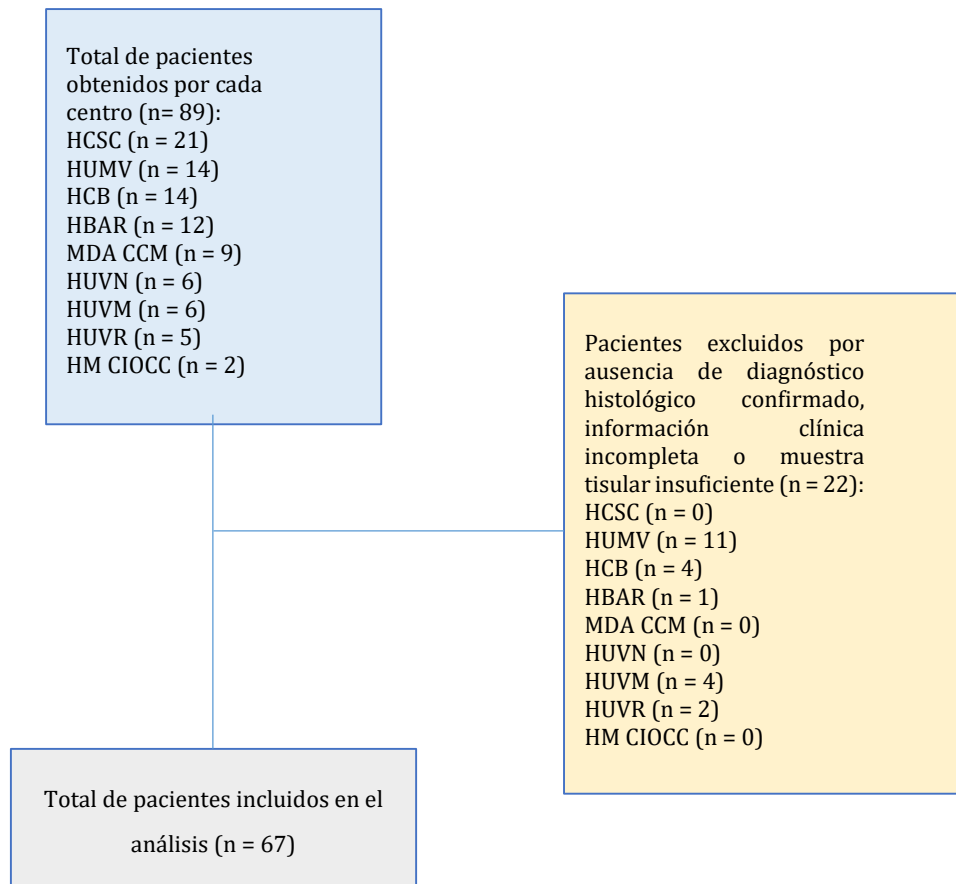 Total de pacientes
obtenidos por cada
centro (n= 89):
HCSC (n = 21)
HUMV (n = 14)
HCB (n = 14)
HBAR (n = 12)
MDA CCM (n = 9)
HUVN (n = 6)
HUVM (n = 6)
HUVR (n = 5)
HM CIOCC (n = 2)
Pacientes excluidos por
ausencia de diagnóstico
histológico confirmado,
información clínica
incompleta o muestra
tisular insuficiente (n = 22):
HCSC (n = 0)
HUMV (n = 11)
HCB (n = 4)
HBAR (n = 1)
MDA CCM (n = 0)
HUVN (n = 0)
HUVM (n = 4)
HUVR (n = 2)
HM CIOCC (n = 0)
Total de pacientes incluidos en el
análisis (n = 67)